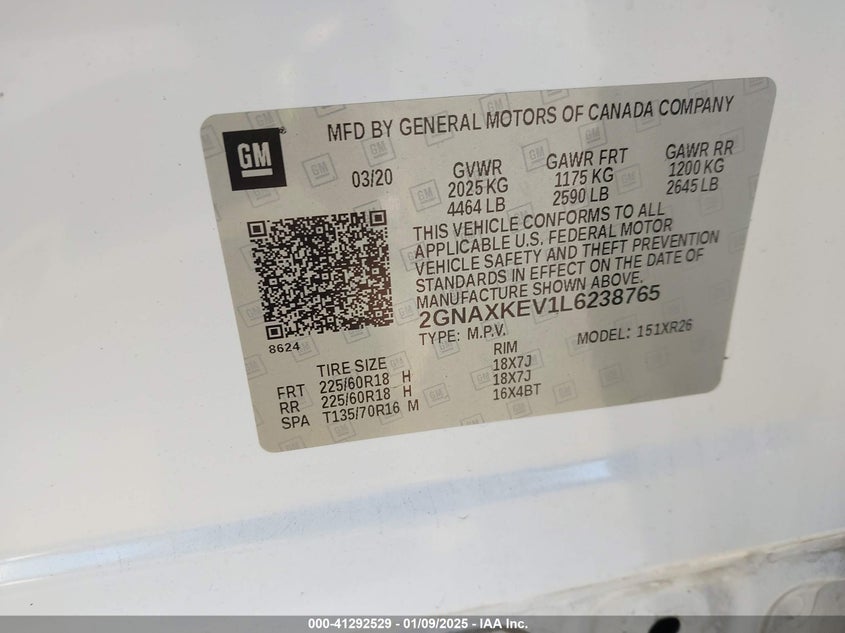 GM®
MFD BY GENERAL MOTORS OF CANADA COMPANY
03/20
GVWR
2025 KG
4464 LB
GAWR FRT
1175 KG
2590 LB
GAWR RR
1200 KG
2645 LB
THIS VEHICLE CONFORMS TO ALL
APPLICABLE U.S. FEDERAL MOTOR
VEHICLE SAFETY AND THEFT PREVENTION
STANDARDS IN EFFECT ON THE DATE OF
MANUFACTURE SHOWN ABOVE.
2GNAXKEV1L6238765
TYPE: M.P.V. MODEL: 151XR26
8624
TIRE SIZE RIM
FRT 225/60R18 H 18X7J
RR 225/60R18 H 18X7J
SPA T135/70R16 M 16X4BT
000-41292529 - 01/09/2025 - IAA Inc.